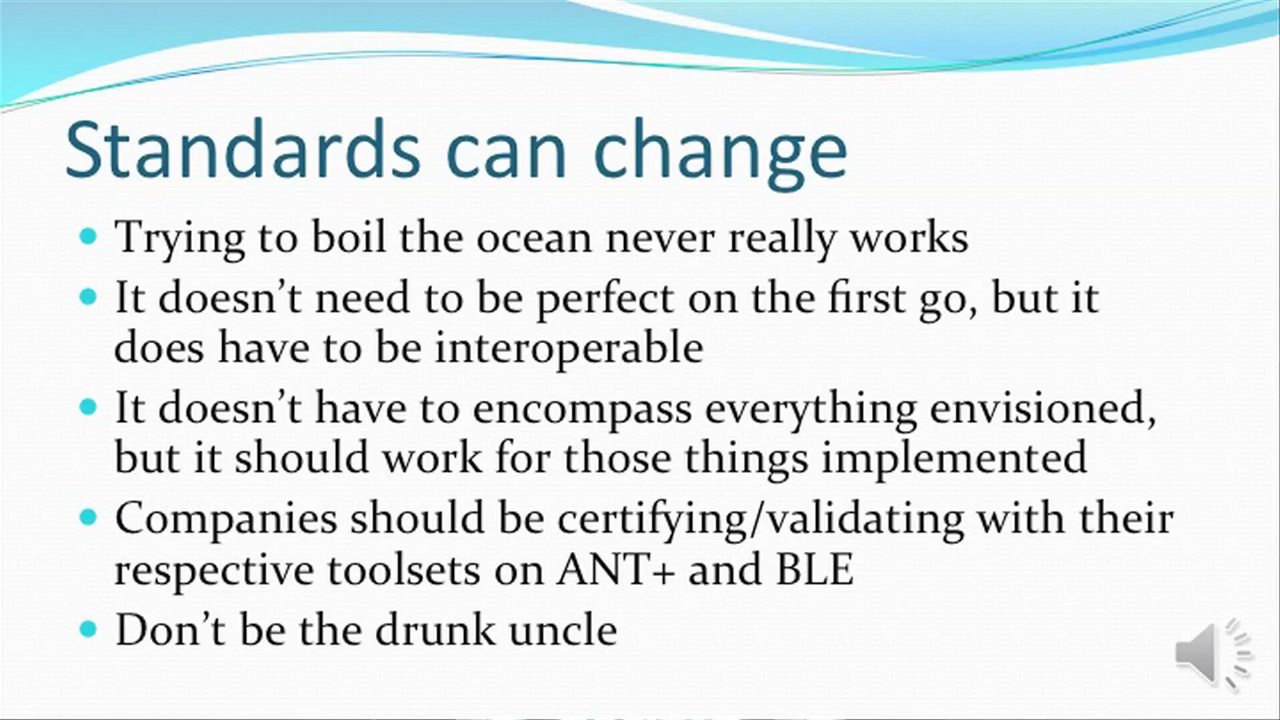 Standards can change
• Trying to boil the ocean never really works
• It doesn’t need to be perfect on the first go, but it
does have to be interoperable
• It doesn’t have to encompass everything envisioned,
but it should work for those things implemented
• Companies should be certifying/validating with their
respective toolsets on ANT+ and BLE
• Don’t be the drunk uncle